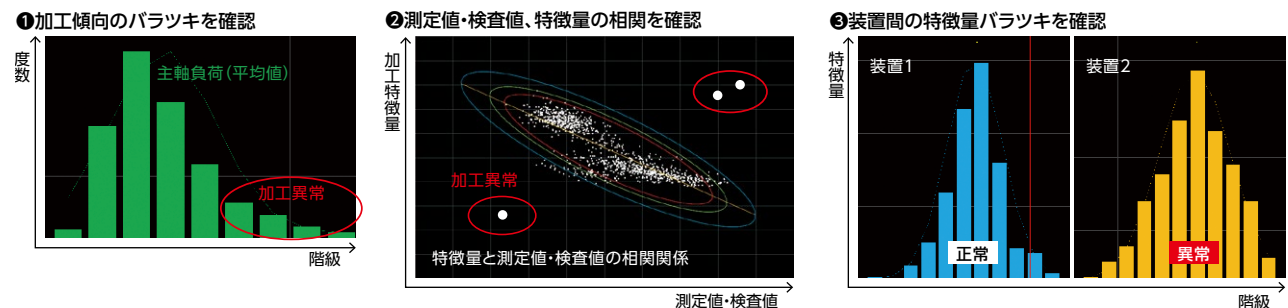 ❶加工傾向のバラツキを確認
度数
主軸負荷(平均値)
加工異常
階級
❷測定値・検査値、特徴量の相関を確認
加工特徴量
加工異常
特徴量と測定値・検査値の相関関係
測定値・検査値
❸装置間の特徴量バラツキを確認
特徴量
装置1
正常
装置2
異常
階級